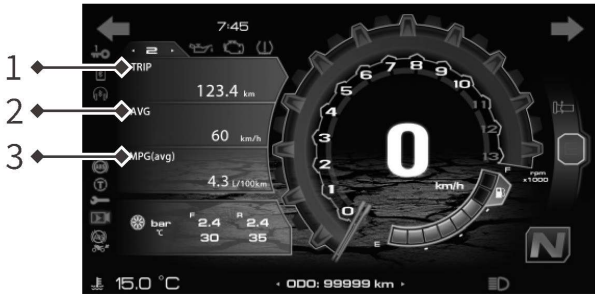 7:45
2
1 TRIP
123.4 km
2 AVG
60 km/h
3 MPG(avg)
4.3 L/100km
bar F 2.4 R 2.4
°C 30 35
0
1
2
3
4
5
6
7
8
9
10
11
12
13
rpm
x1000
0
km/h
F
E
N
15.0 °C
ODO: 99999 km